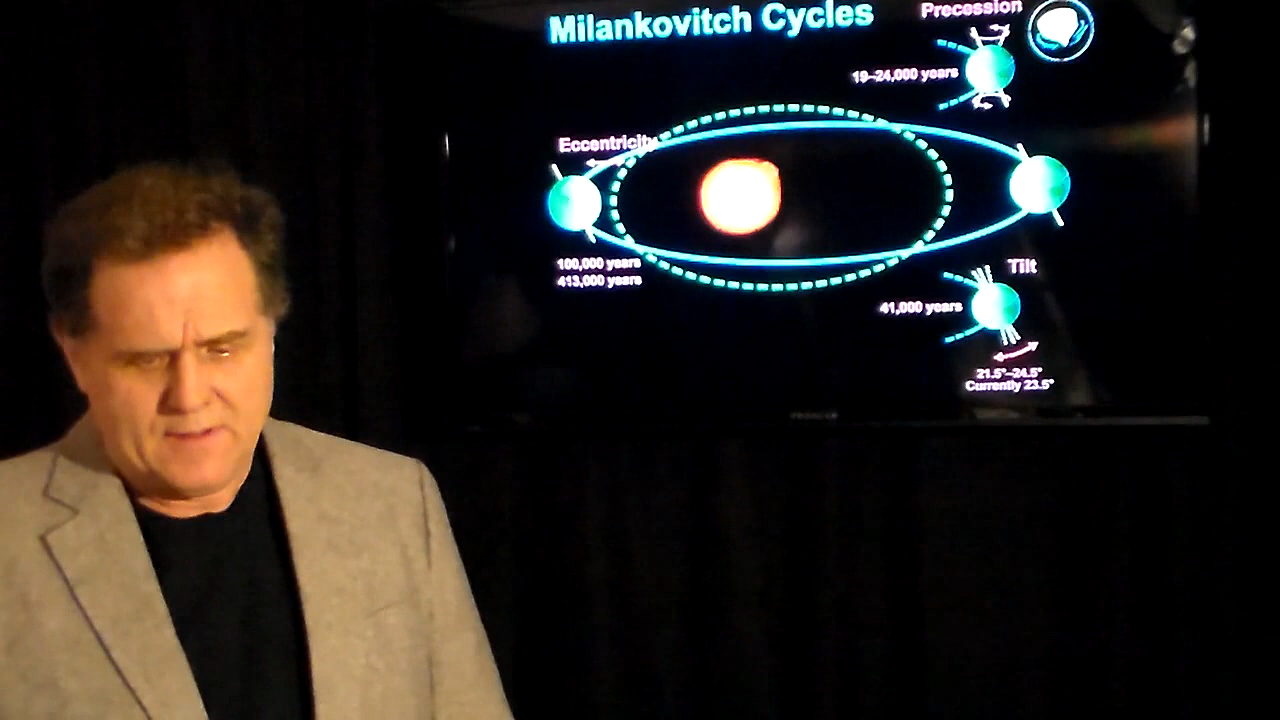 Milankovitch Cycles
Precession
19–24,000 years
Eccentricity
100,000 years
413,000 years
Tilt
41,000 years
21.5°–24.5°
Currently 23.5°